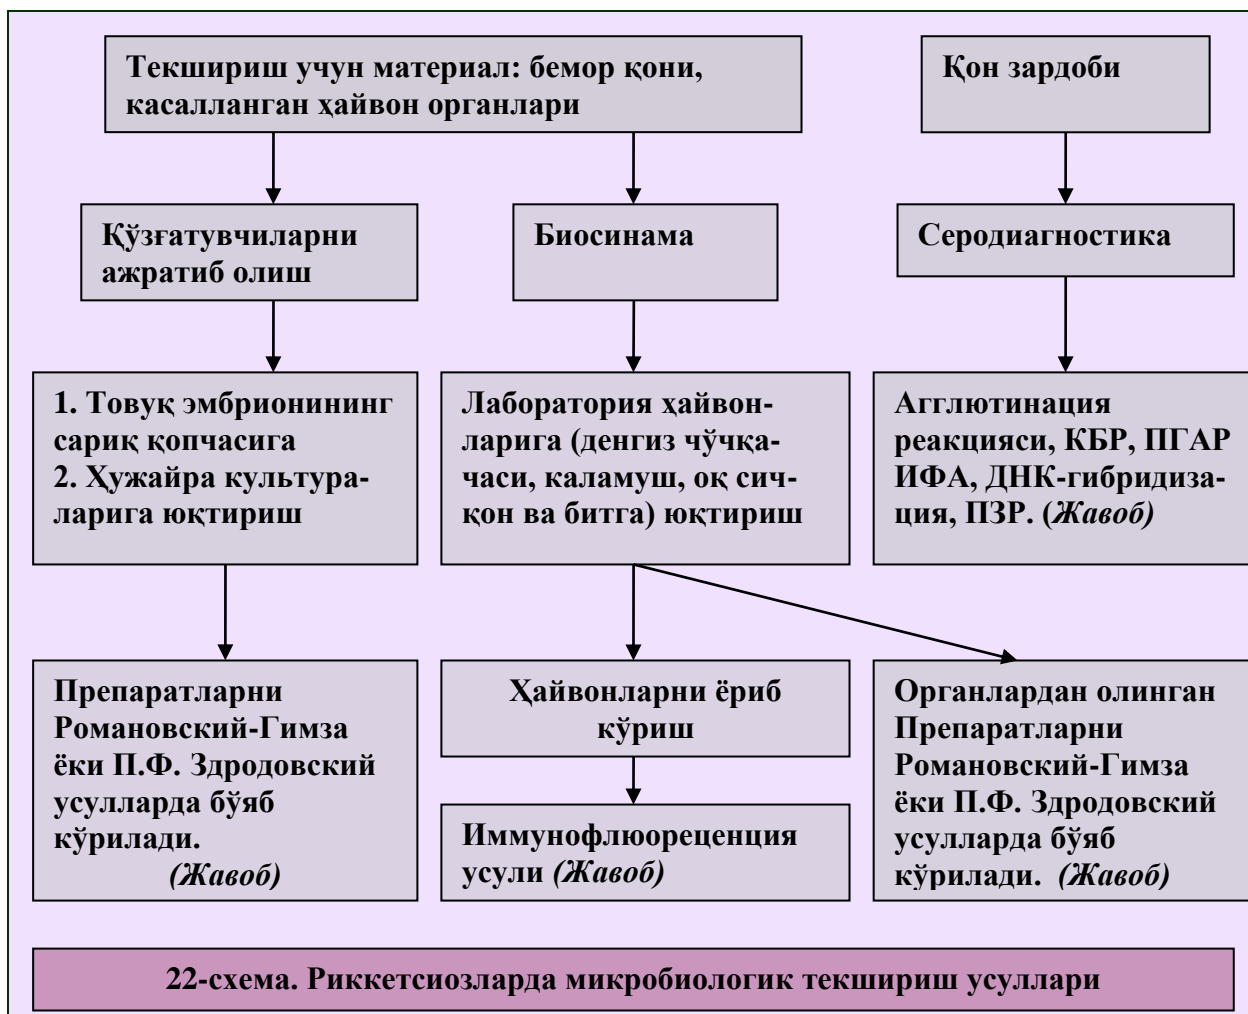 Текшириш учун материал: бемор қони,
касалланган ҳайвон органлари
Қон зардоби
Қўзғатувчиларни
ажратиб олиш
Биосинама
Серодиагностика
1. Товуқ эмбрионининг
сариқ қопчасига
2. Ҳужайра культура-
ларига юқтириш
Лаборатория ҳайвон-
ларига (денгиз чўчқа-
часи, каламуш, оқ сич-
қон ва битга) юқтириш
Агглютинация
реакцияси, КБР, ПГАР
ИФА, ДНК-гибридиза-
ция, ПЗР. (Жавоб)
Препаратларни
Романовский-Гимза
ёки П.Ф. Здродовский
усулларда бўяб
кўрилади.
(Жавоб)
Ҳайвонларни ёриб
кўриш
Иммунофлюореценция
усули (Жавоб)
Органлардан олинган
Препаратларни
Романовский-Гимза
ёки П.Ф. Здродовский
усулларда бўяб
кўрилади. (Жавоб)
22-схема. Риккетсиозларда микробиологик текшириш усуллари